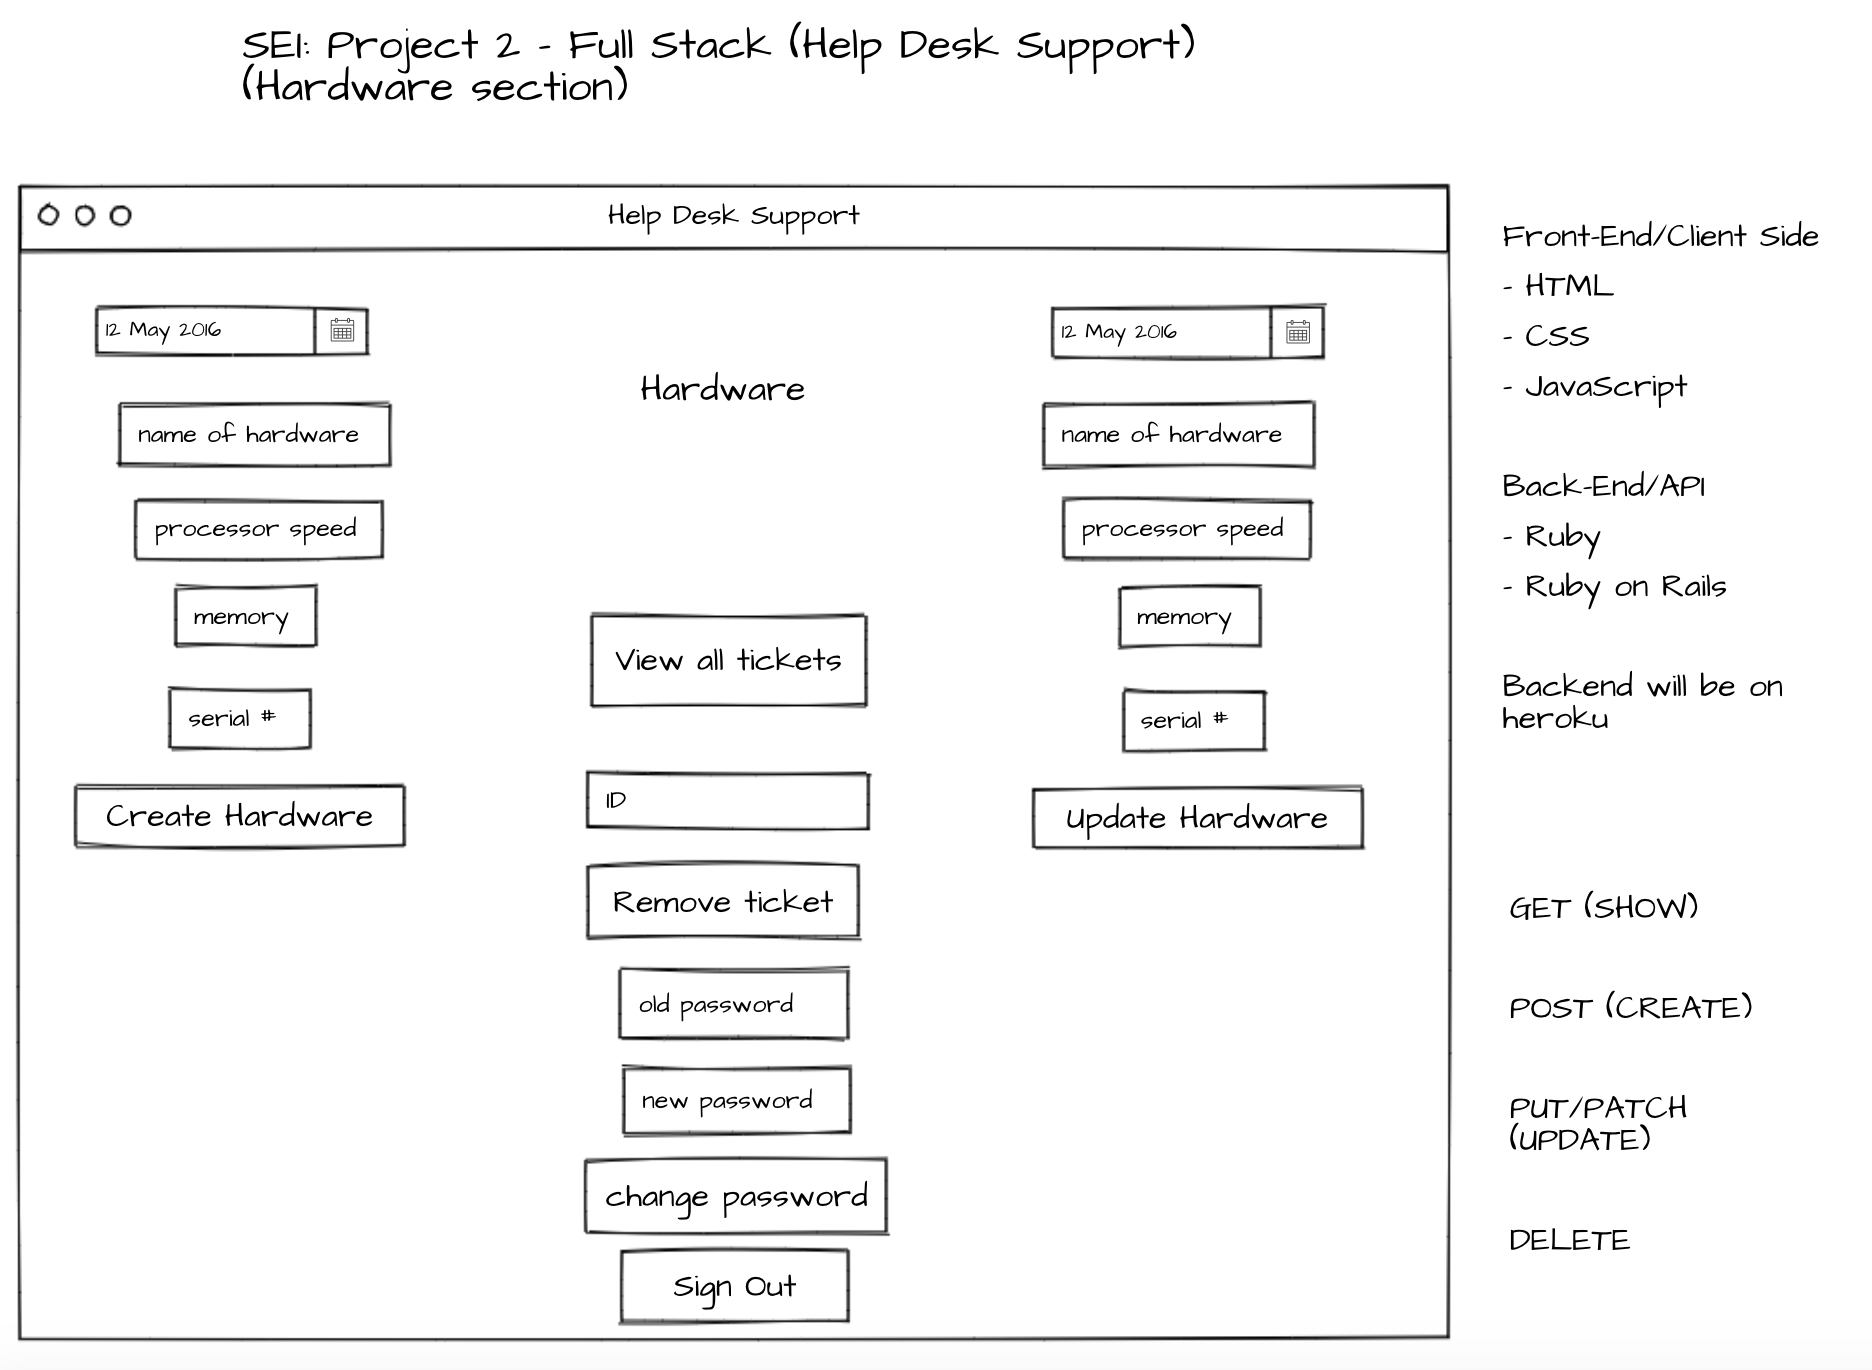 SEI: Project 2 - Full Stack (Help Desk Support)
(Hardware section)
Help Desk Support
12 May 2016
name of hardware
processor speed
memory
serial #
Create Hardware
Hardware
View all tickets
ID
Remove ticket
old password
new password
change password
Sign Out
12 May 2016
name of hardware
processor speed
memory
serial #
Update Hardware
Front-End/Client Side
- HTML
- CSS
- JavaScript
Back-End/API
- Ruby
- Ruby on Rails
Backend will be on
heroku
GET (SHOW)
POST (CREATE)
PUT/PATCH
(UPDATE)
DELETE